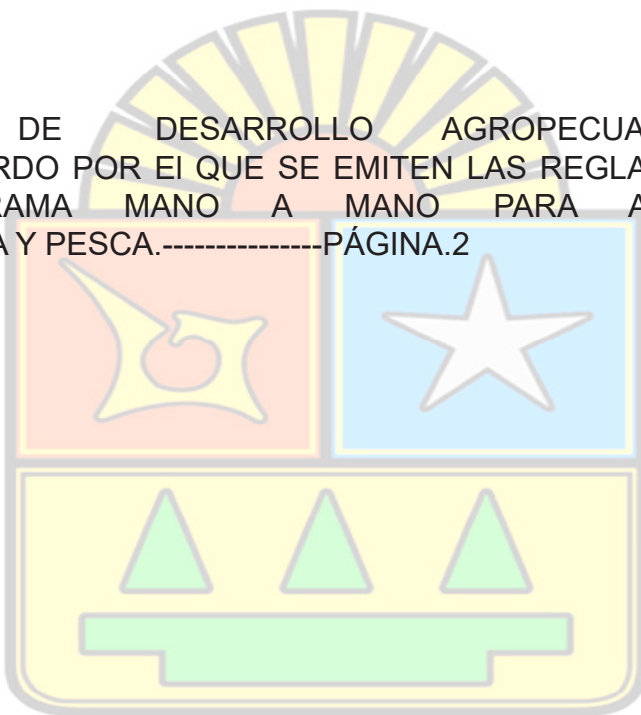 DE DESARROLLO AGROPECUA
RDO POR El QUE SE EMITEN LAS REGLA
RAMA MANO A MANO PARA A
A Y PESCA.---------------PÁGINA.2